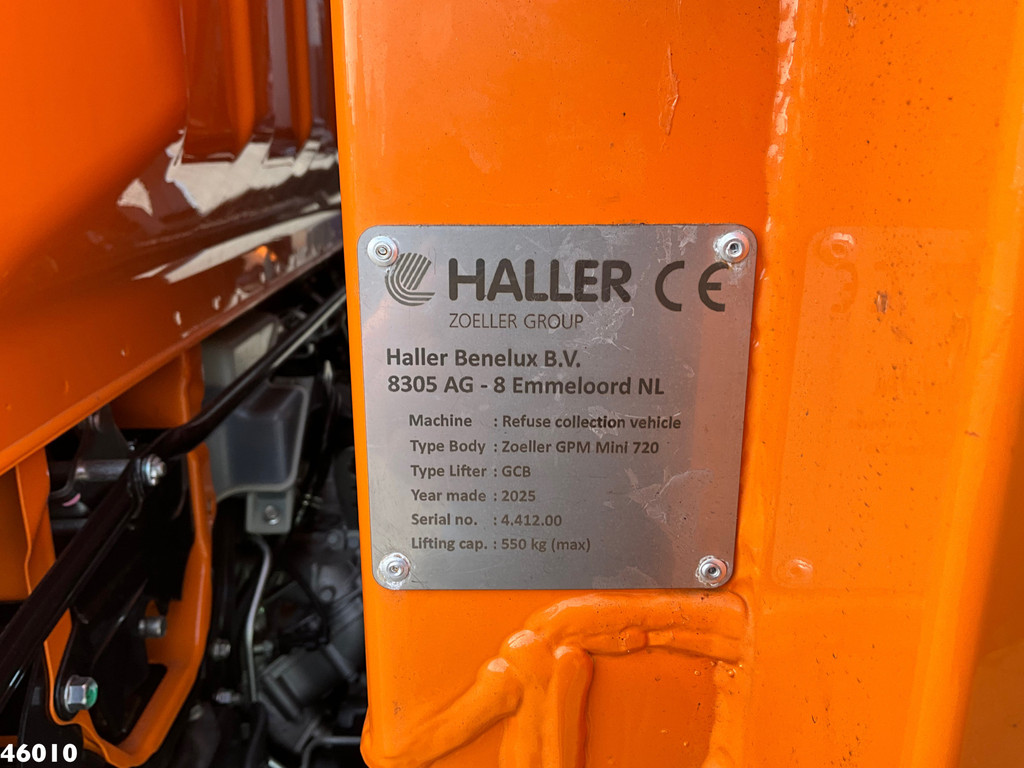 HALLER CE
ZOELLER GROUP
Haller Benelux B.V.
8305 AG - 8 Emmeloord NL
Machine : Refuse collection vehicle
Type Body : Zoeller GPM Mini 720
Type Lifter : GCB
Year made : 2025
Serial no. : 4.412.00
Lifting cap. : 550 kg (max)
46010